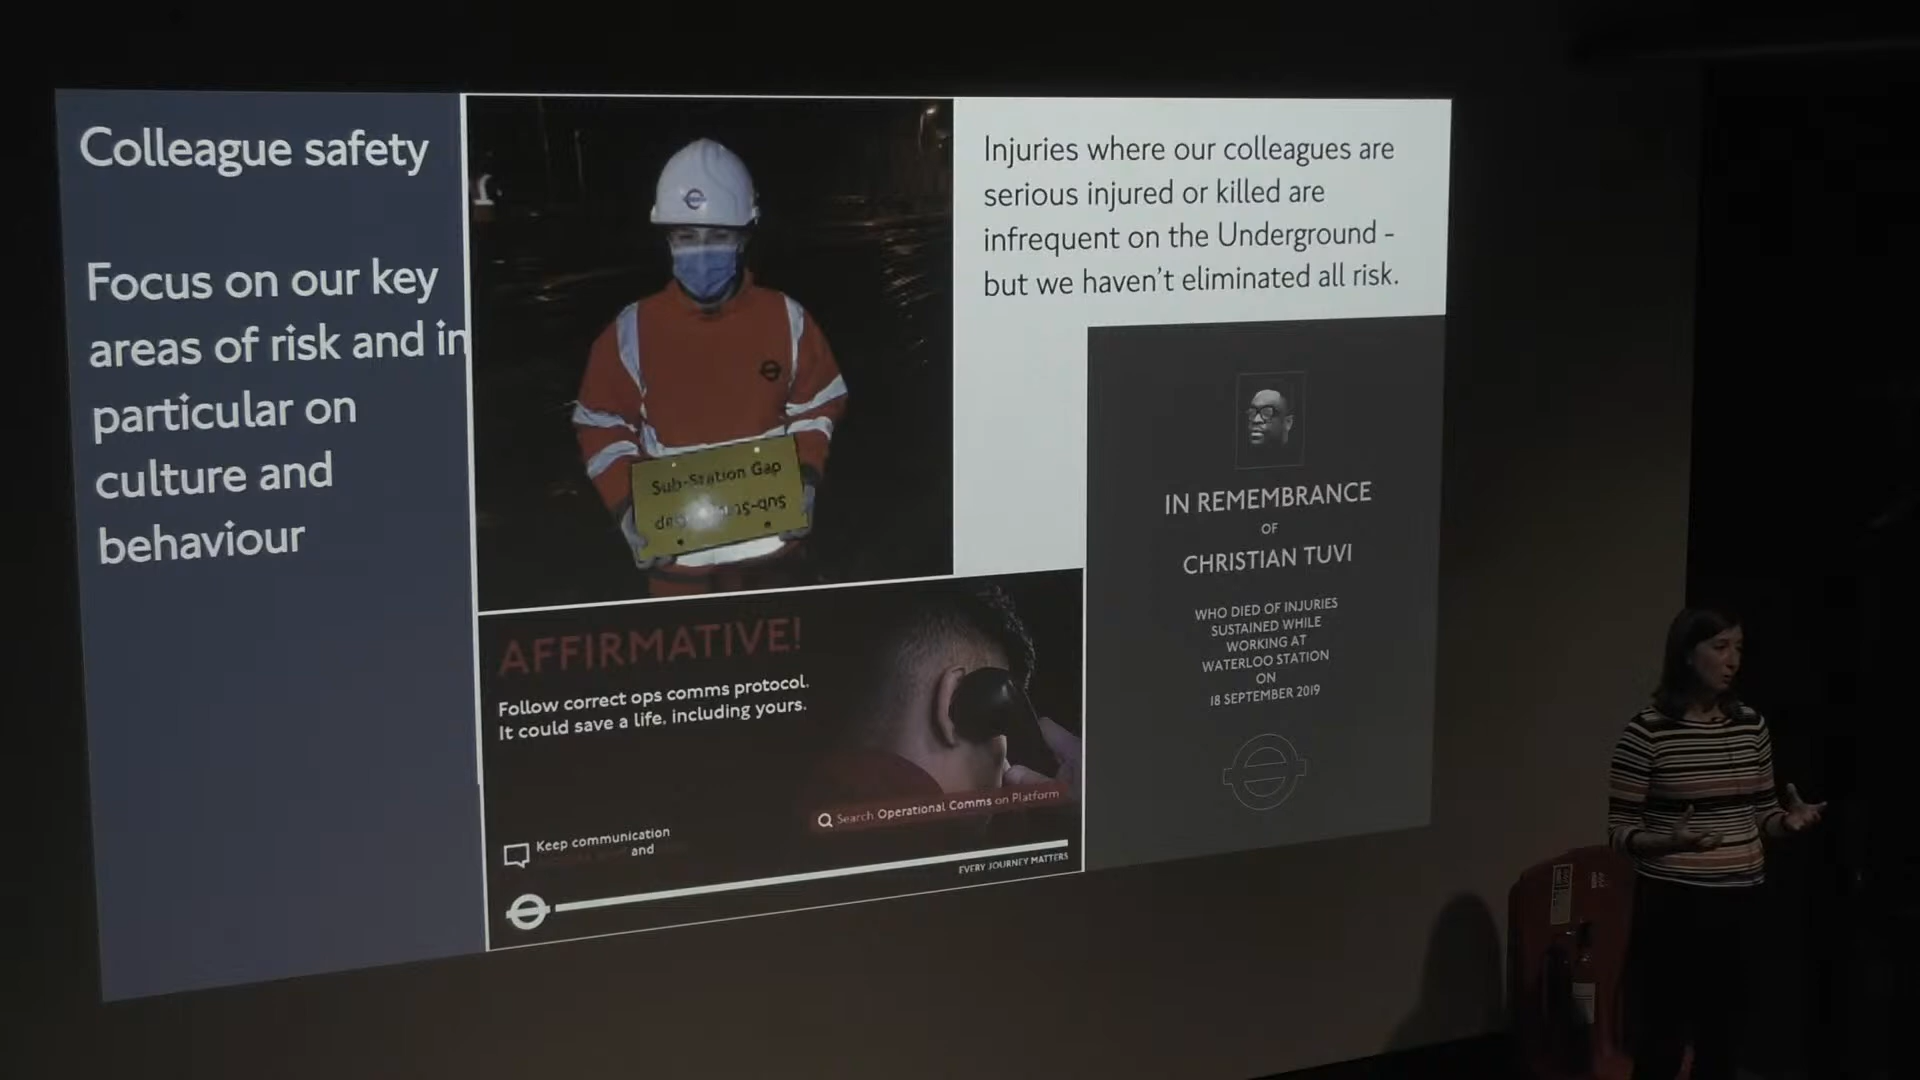 Colleague safety
Focus on our key
areas of risk and in
particular on
culture and
behaviour
Sub-Station Gap
Injuries where our colleagues are
serious injured or killed are
infrequent on the Underground -
but we haven't eliminated all risk.
AFFIRMATIVE!
Follow correct ops comms protocol.
It could save a life, including yours.
Search Operational Comms on Platform
Keep communication
and
EVERY JOURNEY MATTERS
IN REMEMBRANCE
OF
CHRISTIAN TUVI
WHO DIED OF INJURIES
SUSTAINED WHILE
WORKING AT
WATERLOO STATION
ON
18 SEPTEMBER 2019